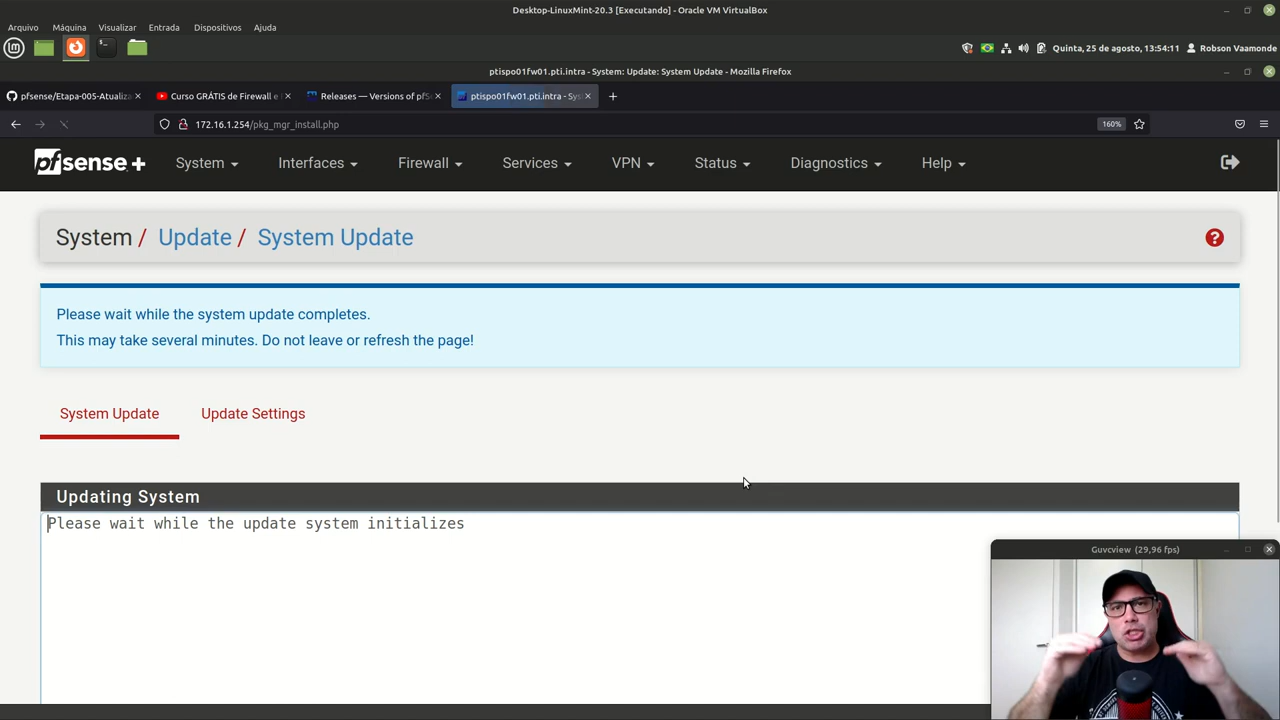 Desktop-LinuxMint-20.3 [Executando] - Oracle VM VirtualBox
Arquivo Máquina Visualizar Entrada Dispositivos Ajuda
Quinta, 25 de agosto, 13:54:11 Robson Vaamonde
ptispo01fw01.pti.intra - System: Update: System Update - Mozilla Firefox
pfsense/Etapa-005-Atualiza Curso GRÁTIS de Firewall e Releases — Versions of pfS ptispo01fw01.pti.intra - Sys
172.16.1.254/pkg_mgr_install.php 160%
pfsense + System Interfaces Firewall Services VPN Status Diagnostics Help
System / Update / System Update
Please wait while the system update completes.
This may take several minutes. Do not leave or refresh the page!
System Update Update Settings
Updating System
Please wait while the update system initializes
Guvcview (29,96 fps)